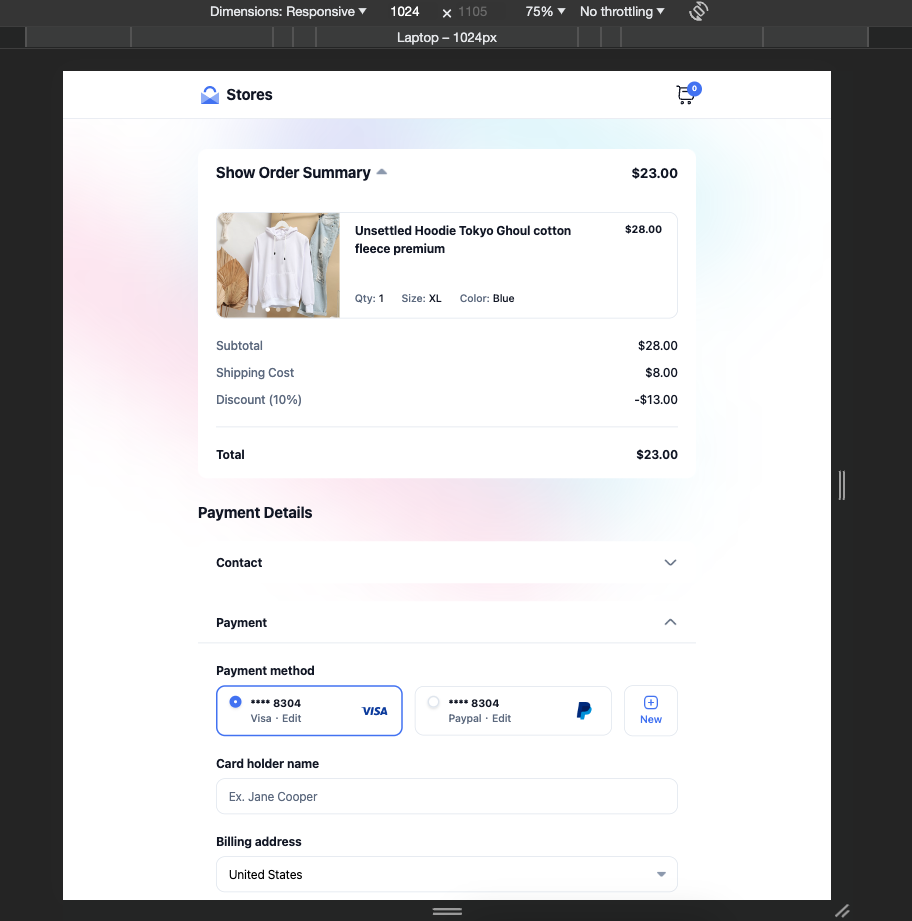 Dimensions: Responsive ▾ 1024 × 1105 75% ▾ No throttling ▾
Laptop – 1024px
Stores
0
Show Order Summary $23.00
Unsettled Hoodie Tokyo Ghoul cotton $28.00
fleece premium
Qty: 1 Size: XL Color: Blue
Subtotal $28.00
Shipping Cost $8.00
Discount (10%) -$13.00
Total $23.00
Payment Details
Contact
Payment
Payment method
**** 8304
Visa · Edit
VISA
**** 8304
Paypal · Edit
New
Card holder name
Ex. Jane Cooper
Billing address
United States